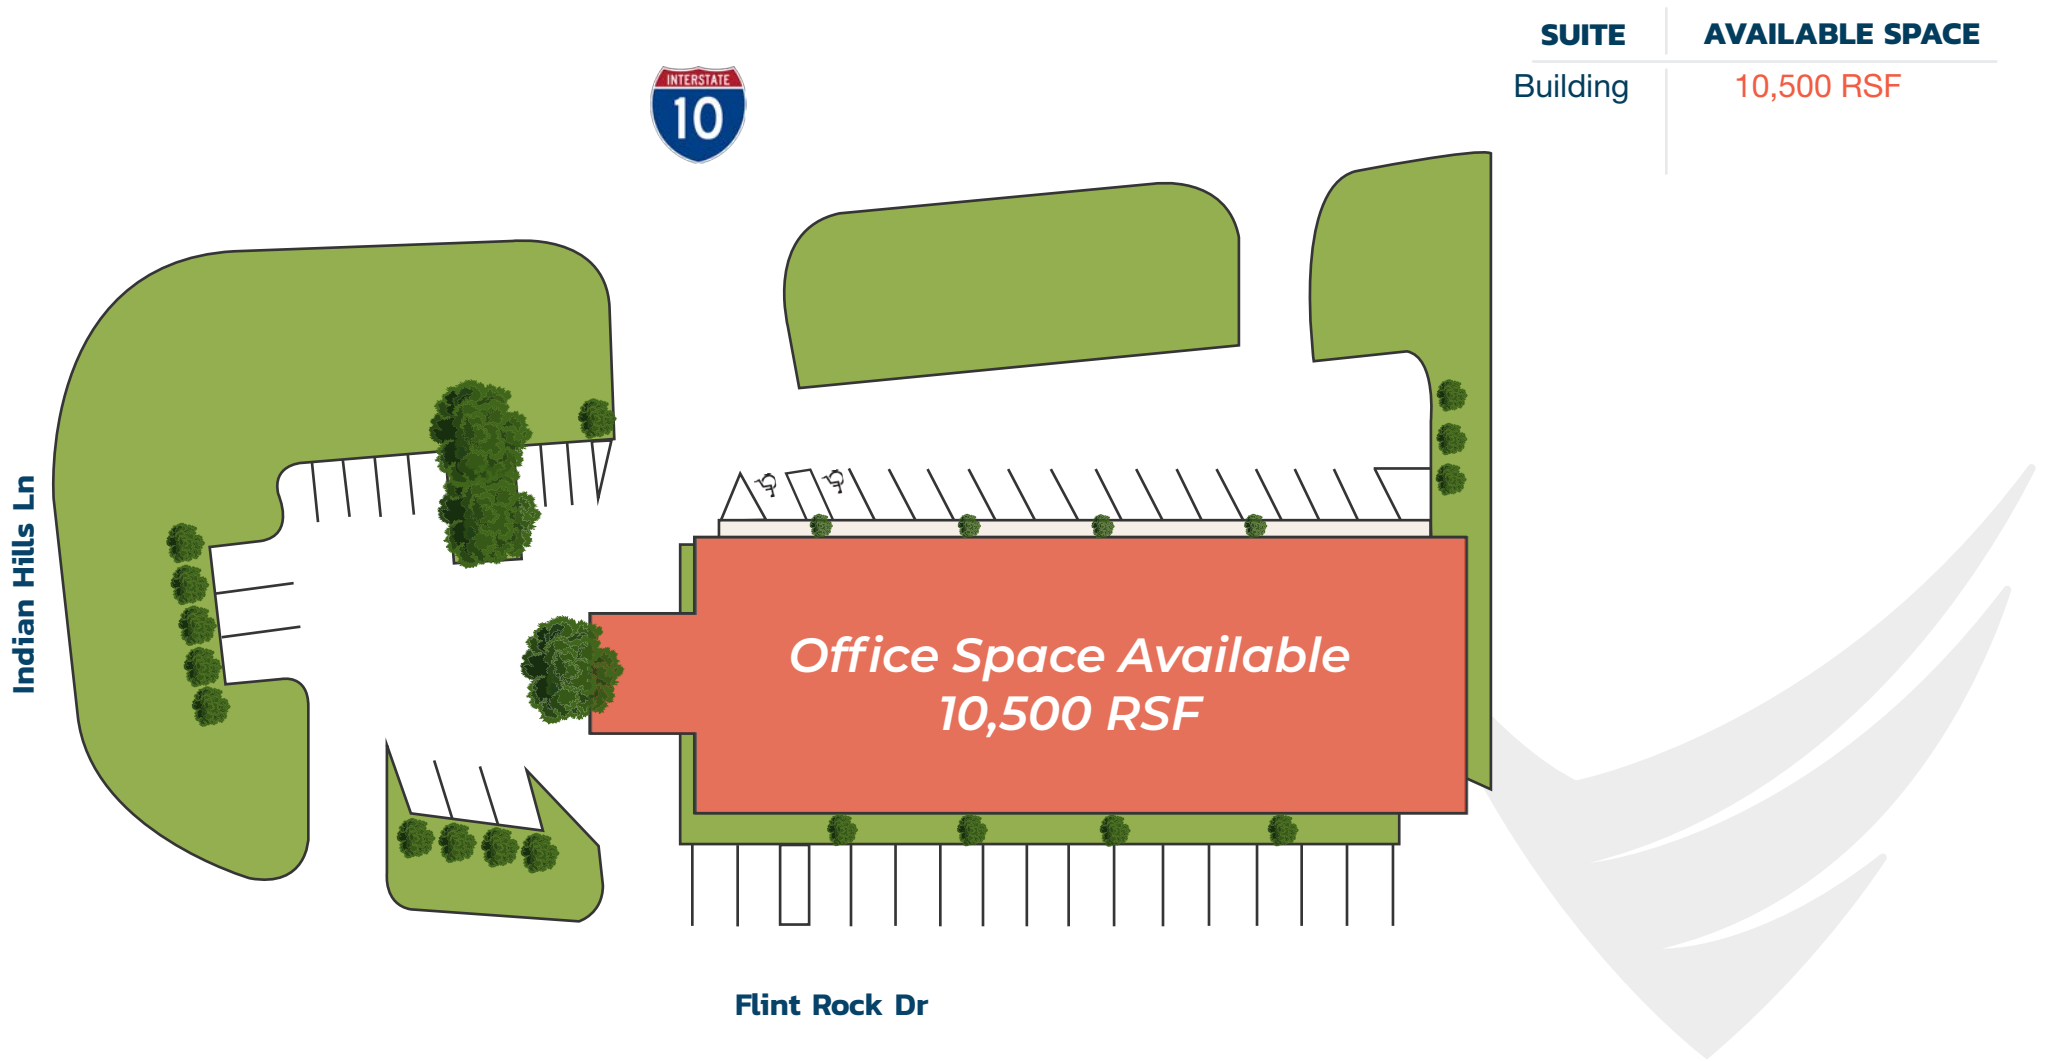 SUITE AVAILABLE SPACE
Building 10,500 RSF
INTERSTATE
10
Indian Hills Ln
Office Space Available
10,500 RSF
Flint Rock Dr